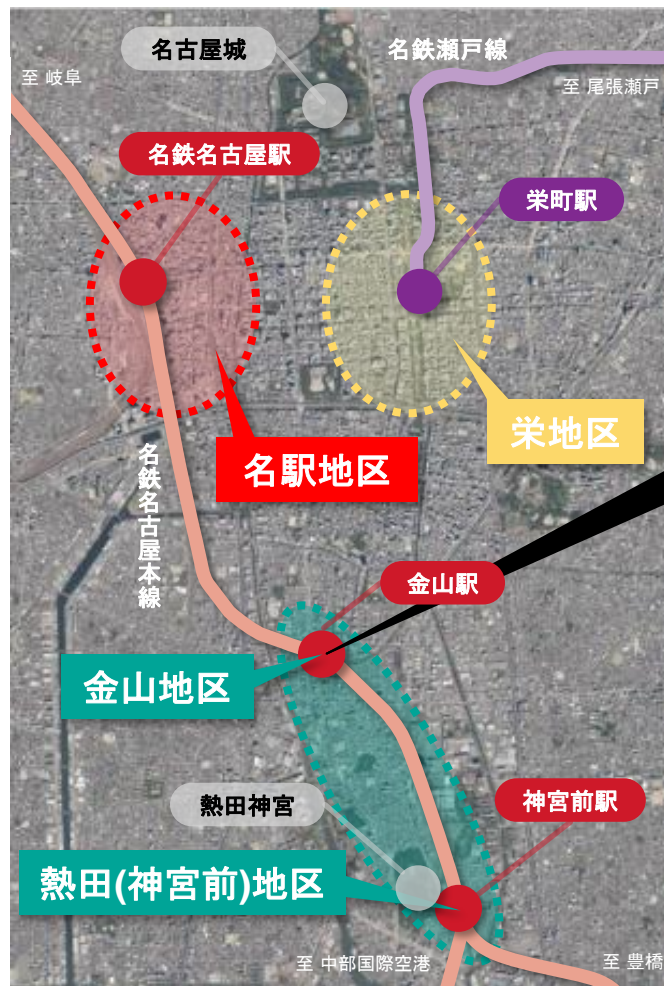 名古屋城
名鉄瀬戸線
至 岐阜
至 尾張瀬戸
名鉄名古屋駅
栄町駅
栄地区
名駅地区
名鉄名古屋本線
金山駅
金山地区
神宮前駅
熱田神宮
熱田(神宮前)地区
至 中部国際空港
至 豊橋